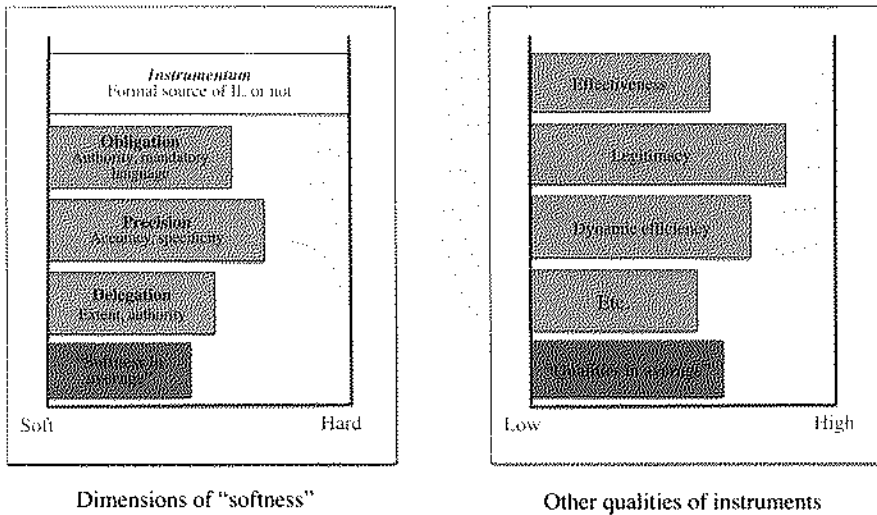 Instrumentum
Formal source of IL or not
Obligation
Authority, mandatory
language
Precision
Accuracy, specificity
Delegation
Extent, authority
"Softness in
average"
Soft
Hard
Dimensions of "softness"
Effectiveness
Legitimacy
Dynamic efficiency
Etc.
"Qualities in average"
Low
High
Other qualities of instruments